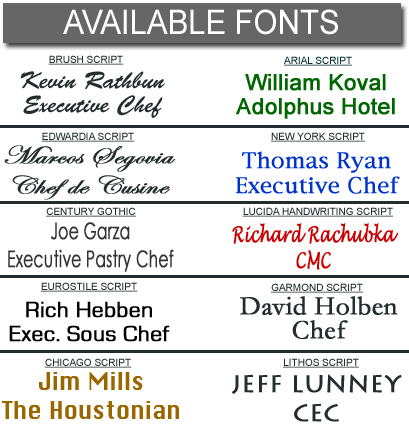 AVAILABLE FONTS
BRUSH SCRIPT
Kevin Rathbun
Executive Chef
ARIAL SCRIPT
William Koval
Adolphus Hotel
EDWARDIA SCRIPT
Marcos Segovia
Chef de Cusine
NEW YORK SCRIPT
Thomas Ryan
Executive Chef
CENTURY GOTHIC
Joe Garza
Executive Pastry Chef
LUCIDA HANDWRITING SCRIPT
Richard Rachubka
CMC
EUROSTILE SCRIPT
Rich Hebben
Exec. Sous Chef
GARMOND SCRIPT
David Holben
Chef
CHICAGO SCRIPT
Jim Mills
The Houstonian
LITHOS SCRIPT
JEFF LUNNEY
CEC